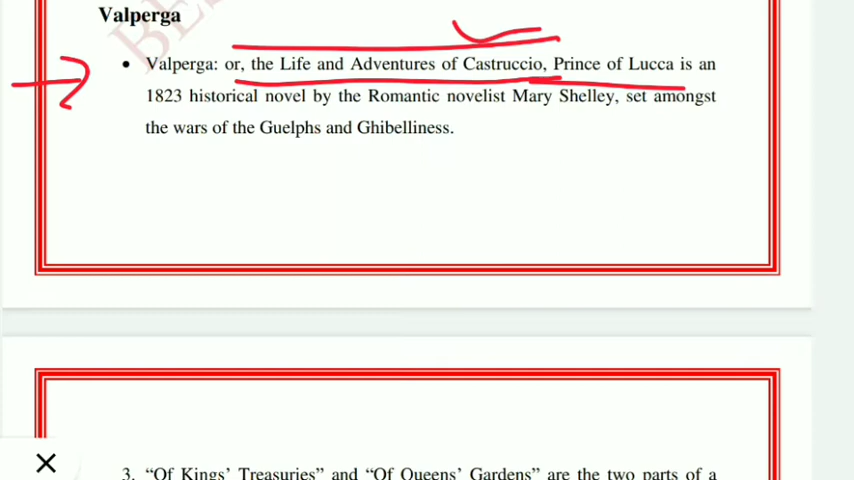 Valperga
• Valperga: or, the Life and Adventures of Castruccio, Prince of Lucca is an
1823 historical novel by the Romantic novelist Mary Shelley, set amongst
the wars of the Guelphs and Ghibelliness.
3. “Of Kings’ Treasuries” and “Of Queens’ Gardens” are the two parts of a